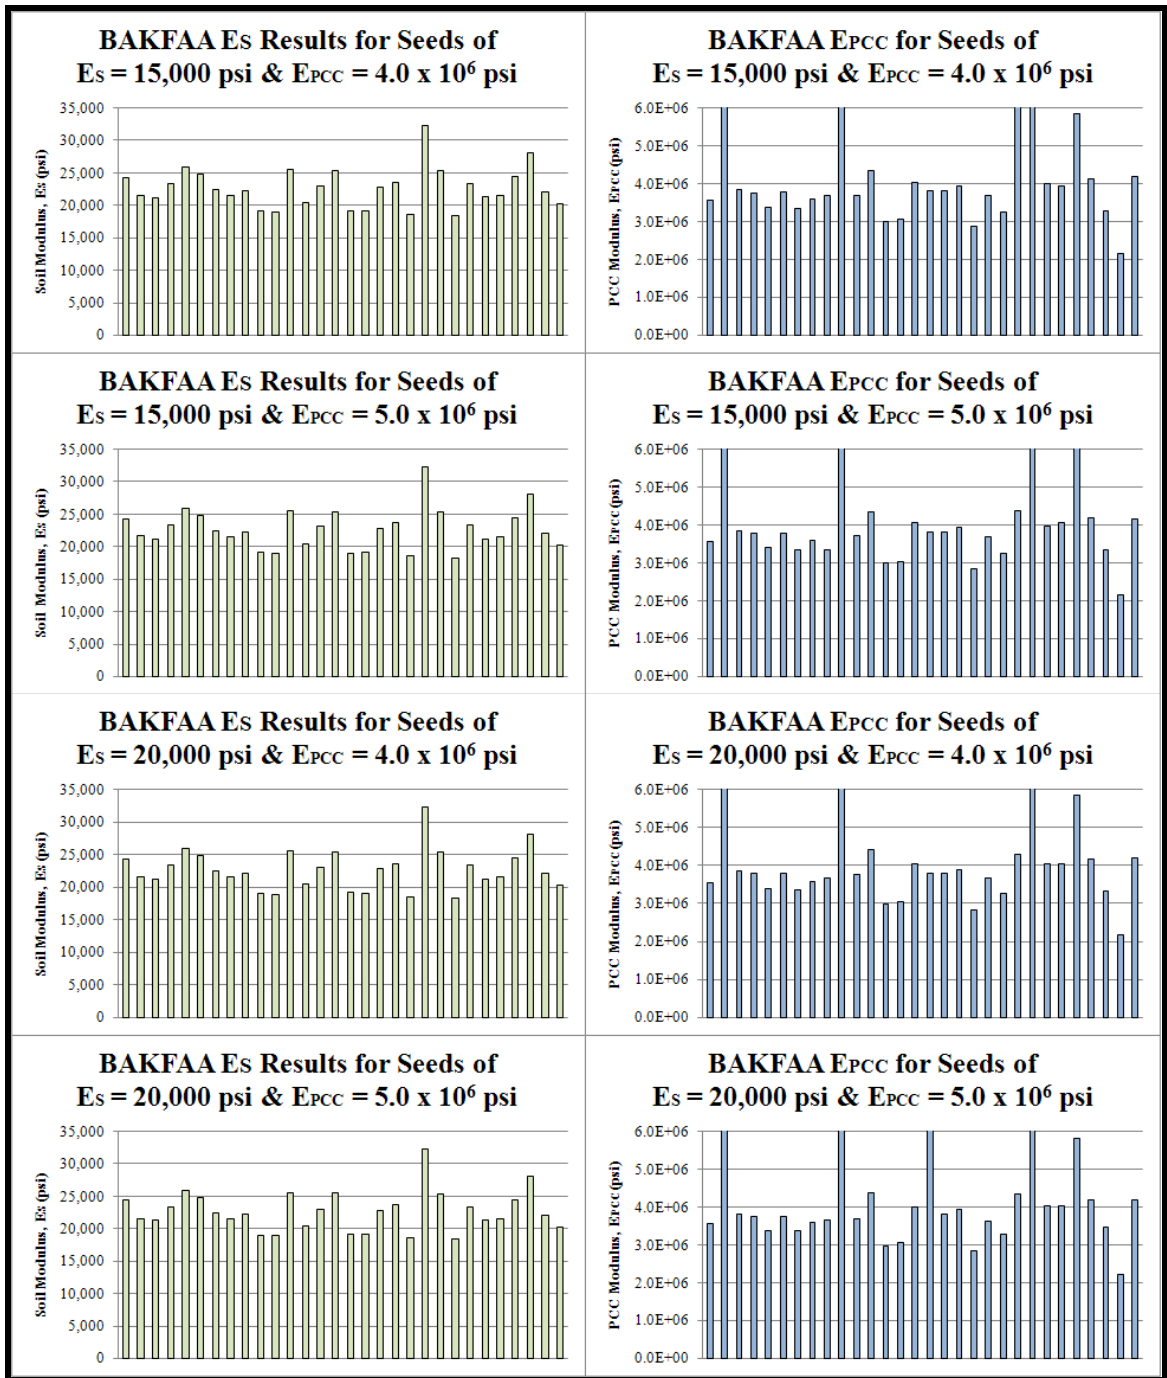 BAKFAA ES Results for Seeds of
ES = 15,000 psi & EPCC = 4.0 x 10⁶ psi
Soil Modulus, ES (psi)
35,000
30,000
25,000
20,000
15,000
10,000
5,000
0
BAKFAA EPCC for Seeds of
ES = 15,000 psi & EPCC = 4.0 x 10⁶ psi
PCC Modulus, EPCC (psi)
6.0E+06
5.0E+06
4.0E+06
3.0E+06
2.0E+06
1.0E+06
0.0E+00
BAKFAA ES Results for Seeds of
ES = 15,000 psi & EPCC = 5.0 x 10⁶ psi
Soil Modulus, ES (psi)
35,000
30,000
25,000
20,000
15,000
10,000
5,000
0
BAKFAA EPCC for Seeds of
ES = 15,000 psi & EPCC = 5.0 x 10⁶ psi
PCC Modulus, EPCC (psi)
6.0E+06
5.0E+06
4.0E+06
3.0E+06
2.0E+06
1.0E+06
0.0E+00
BAKFAA ES Results for Seeds of
ES = 20,000 psi & EPCC = 4.0 x 10⁶ psi
Soil Modulus, ES (psi)
35,000
30,000
25,000
20,000
15,000
10,000
5,000
0
BAKFAA EPCC for Seeds of
ES = 20,000 psi & EPCC = 4.0 x 10⁶ psi
PCC Modulus, EPCC (psi)
6.0E+06
5.0E+06
4.0E+06
3.0E+06
2.0E+06
1.0E+06
0.0E+00
BAKFAA ES Results for Seeds of
ES = 20,000 psi & EPCC = 5.0 x 10⁶ psi
Soil Modulus, ES (psi)
35,000
30,000
25,000
20,000
15,000
10,000
5,000
0
BAKFAA EPCC for Seeds of
ES = 20,000 psi & EPCC = 5.0 x 10⁶ psi
PCC Modulus, EPCC (psi)
6.0E+06
5.0E+06
4.0E+06
3.0E+06
2.0E+06
1.0E+06
0.0E+00